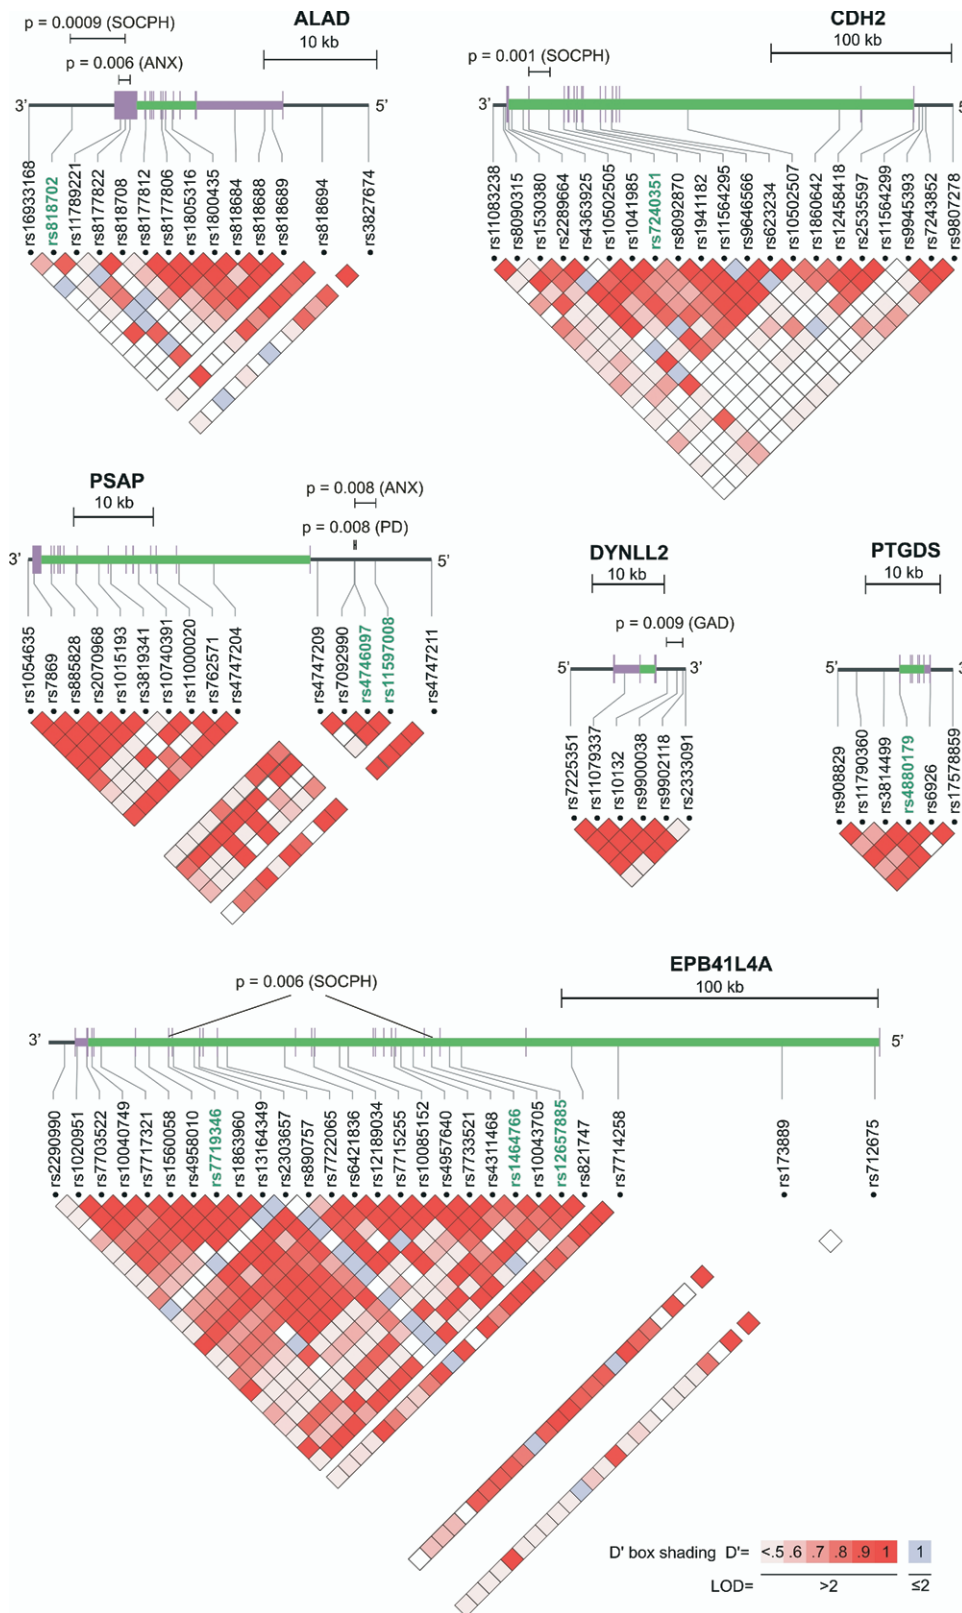 p = 0.0009 (SOCPH)
ALAD
10 kb
p = 0.006 (ANX)
3'
5'
rs16933168
rs818702
rs11789221
rs8177822
rs818708
rs8177812
rs8177806
rs1805316
rs1800435
rs818684
rs818688
rs818689
rs818694
rs3827674
CDH2
100 kb
p = 0.001 (SOCPH)
3'
5'
rs11083238
rs8090315
rs1530380
rs2289664
rs4363925
rs10502505
rs1041985
rs7240351
rs8092870
rs1941182
rs11564295
rs9646566
rs623234
rs10502507
rs1860642
rs12458418
rs2535597
rs11564299
rs9945393
rs7243852
rs9807278
PSAP
10 kb
p = 0.008 (ANX)
p = 0.008 (PD)
3'
5'
rs1054635
rs7869
rs885828
rs2070968
rs1015193
rs3819341
rs10740391
rs11000020
rs762571
rs4747204
rs4747209
rs7092990
rs4746097
rs11597008
rs4747211
DYNLL2
10 kb
p = 0.009 (GAD)
5'
3'
rs7225351
rs11079337
rs10132
rs9900038
rs9902118
rs2333091
PTGDS
10 kb
5'
3'
rs908829
rs11790360
rs3814499
rs4880179
rs6926
rs17578859
EPB41L4A
100 kb
p = 0.006 (SOCPH)
3'
5'
rs2290990
rs1020951
rs7703522
rs10040749
rs7717321
rs1560058
rs4958010
rs7719346
rs1863960
rs13164349
rs2303657
rs890757
rs7722065
rs6421836
rs12189034
rs7715255
rs10085152
rs4957640
rs7733521
rs4311468
rs1464766
rs10043705
rs12657885
rs821747
rs7714258
rs173889
rs712675
D' box shading D'= <.5 .6 .7 .8 .9 1 1
LOD= >2 ≤2